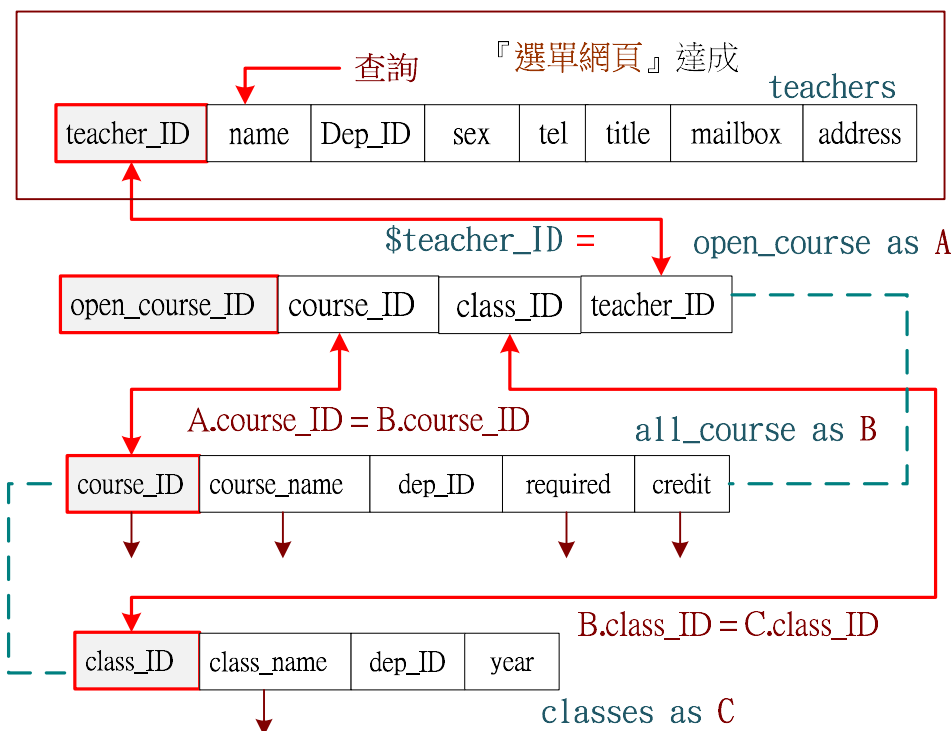 查詢 『選單網頁』達成
teachers
teacher_ID name Dep_ID sex tel title mailbox address
$teacher_ID = open_course as A
open_course_ID course_ID class_ID teacher_ID
A.course_ID = B.course_ID
all_course as B
course_ID course_name dep_ID required credit
B.class_ID = C.class_ID
class_ID class_name dep_ID year
classes as C